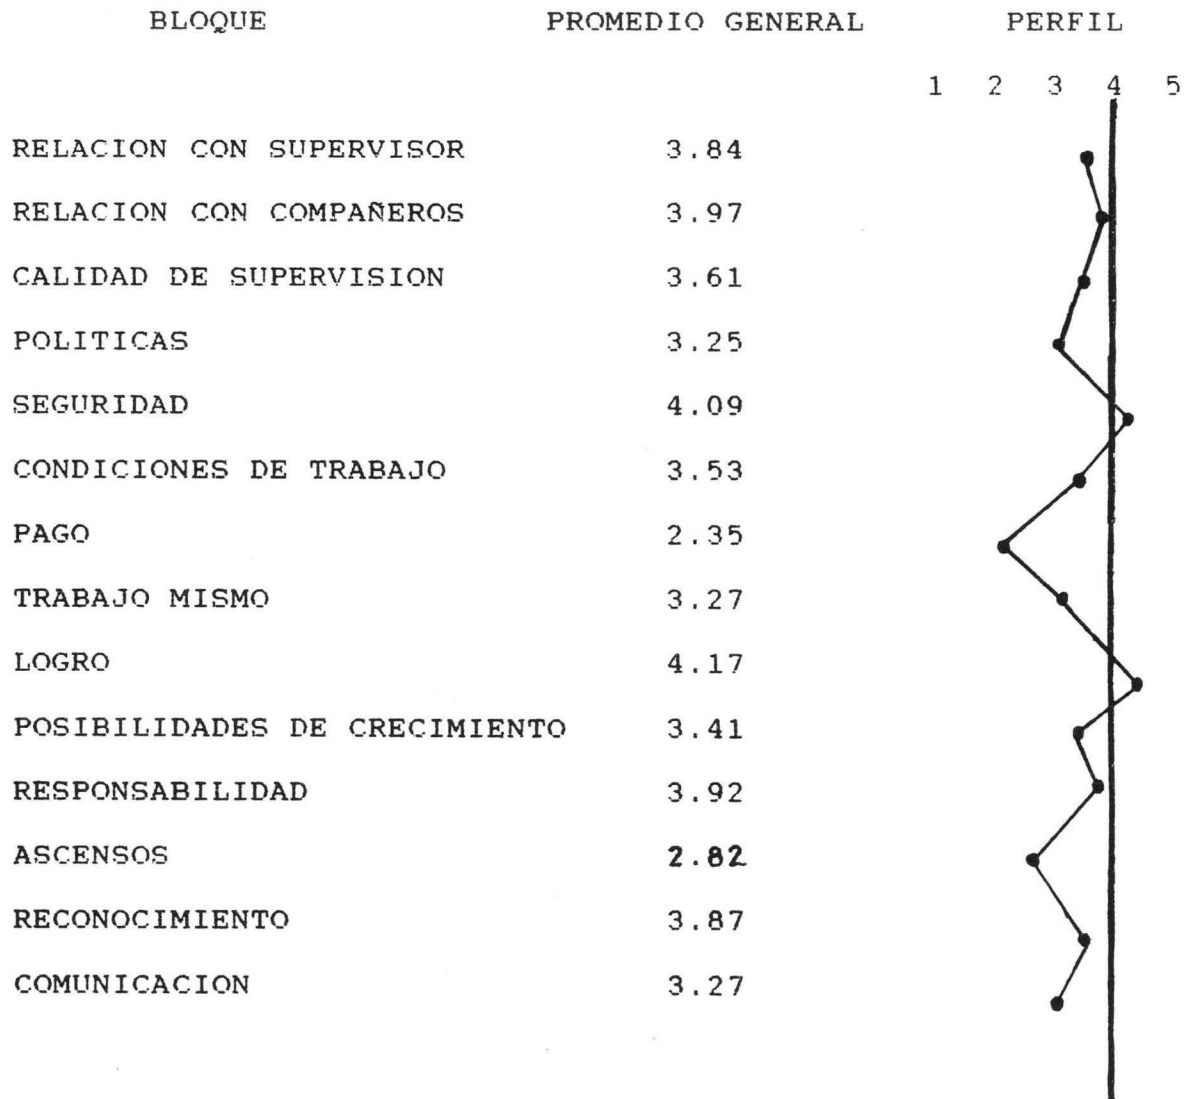 BLOQUE PROMEDIO GENERAL PERFIL
1 2 3 4 5
RELACION CON SUPERVISOR 3.84
RELACION CON COMPAÑEROS 3.97
CALIDAD DE SUPERVISION 3.61
POLITICAS 3.25
SEGURIDAD 4.09
CONDICIONES DE TRABAJO 3.53
PAGO 2.35
TRABAJO MISMO 3.27
LOGRO 4.17
POSIBILIDADES DE CRECIMIENTO 3.41
RESPONSABILIDAD 3.92
ASCENSOS 2.82
RECONOCIMIENTO 3.87
COMUNICACION 3.27